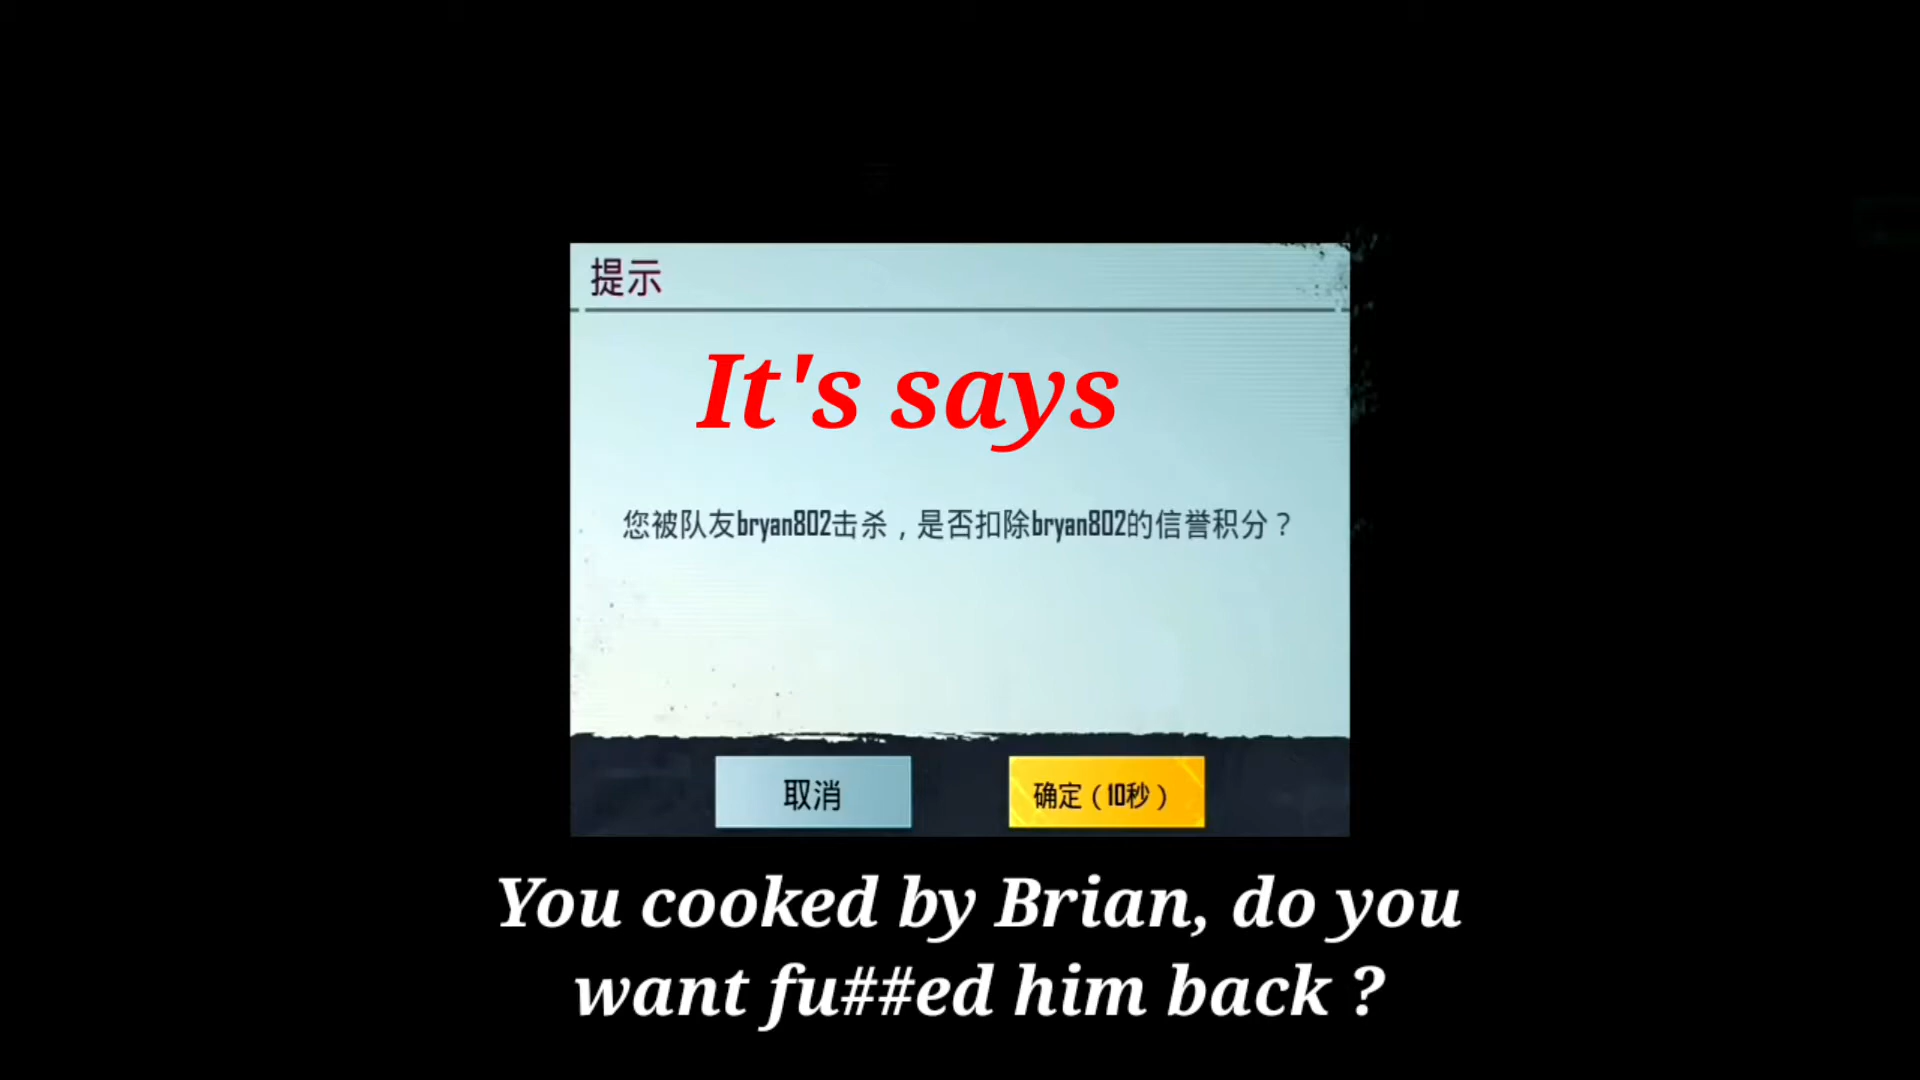 提示
It's says
您被队友bryan802击杀，是否扣除bryan802的信誉积分？
取消
确定（10秒）
You cooked by Brian, do you
want fu##ed him back ?